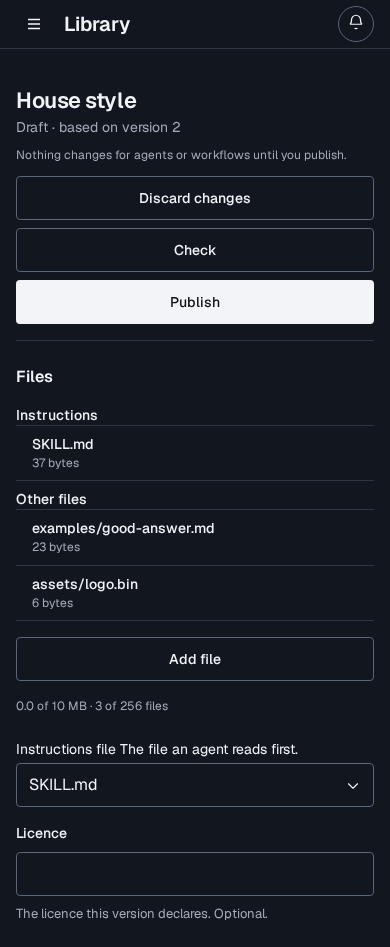 Library
House style
Draft · based on version 2
Nothing changes for agents or workflows until you publish.
Discard changes
Check
Publish
Files
Instructions
SKILL.md
37 bytes
Other files
examples/good-answer.md
23 bytes
assets/logo.bin
6 bytes
Add file
0.0 of 10 MB · 3 of 256 files
Instructions file The file an agent reads first.
SKILL.md
Licence
The licence this version declares. Optional.